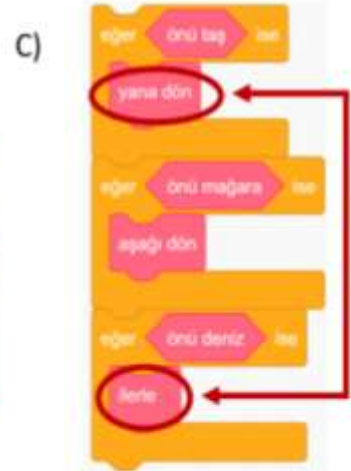 C)
eğer önü taş ise
yana dön
eğer önü mağara ise
aşağı dön
eğer önü deniz ise
ilerle